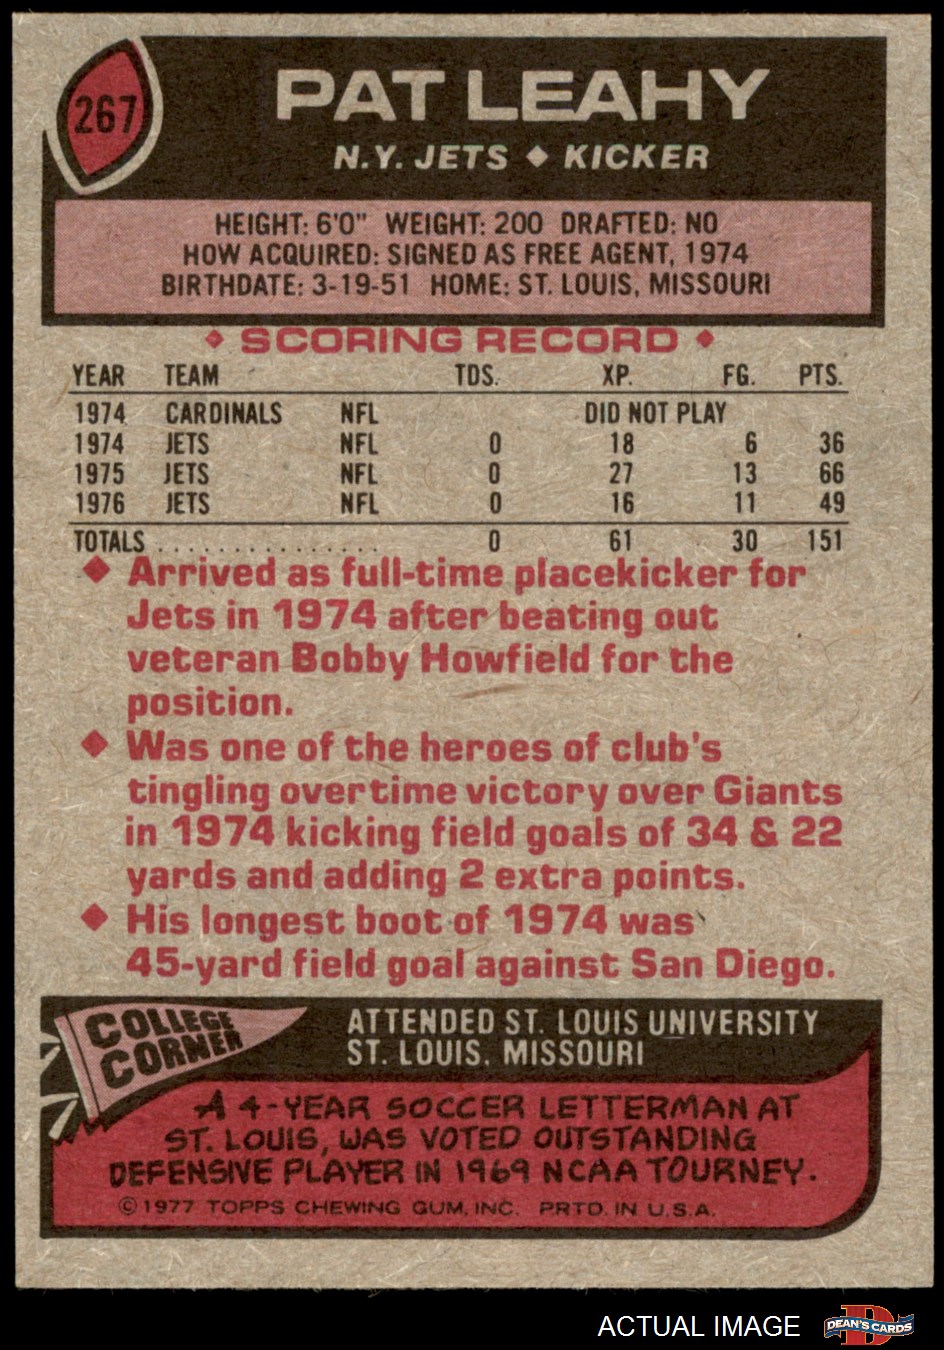 267
PAT LEAHY
N.Y. JETS ◆ KICKER
HEIGHT: 6'0" WEIGHT: 200 DRAFTED: NO
HOW ACQUIRED: SIGNED AS FREE AGENT, 1974
BIRTHDATE: 3-19-51 HOME: ST. LOUIS, MISSOURI
◆ SCORING RECORD ◆
YEAR TEAM TDS. XP. FG. PTS.
1974 CARDINALS NFL DID NOT PLAY
1974 JETS NFL 0 18 6 36
1975 JETS NFL 0 27 13 66
1976 JETS NFL 0 16 11 49
TOTALS . . . . . . . . . . . . . . . 0 61 30 151
◆ Arrived as full-time placekicker for
Jets in 1974 after beating out
veteran Bobby Howfield for the
position.
◆ Was one of the heroes of club's
tingling overtime victory over Giants
in 1974 kicking field goals of 34 & 22
yards and adding 2 extra points.
◆ His longest boot of 1974 was
45-yard field goal against San Diego.
COLLEGE
CORNER
ATTENDED ST. LOUIS UNIVERSITY
ST. LOUIS, MISSOURI
A 4-YEAR SOCCER LETTERMAN AT
ST. LOUIS, WAS VOTED OUTSTANDING
DEFENSIVE PLAYER IN 1969 NCAA TOURNEY.
© 1977 TOPPS CHEWING GUM, INC. PRTD. IN U.S.A.
ACTUAL IMAGE
D
DEAN'S CARDS